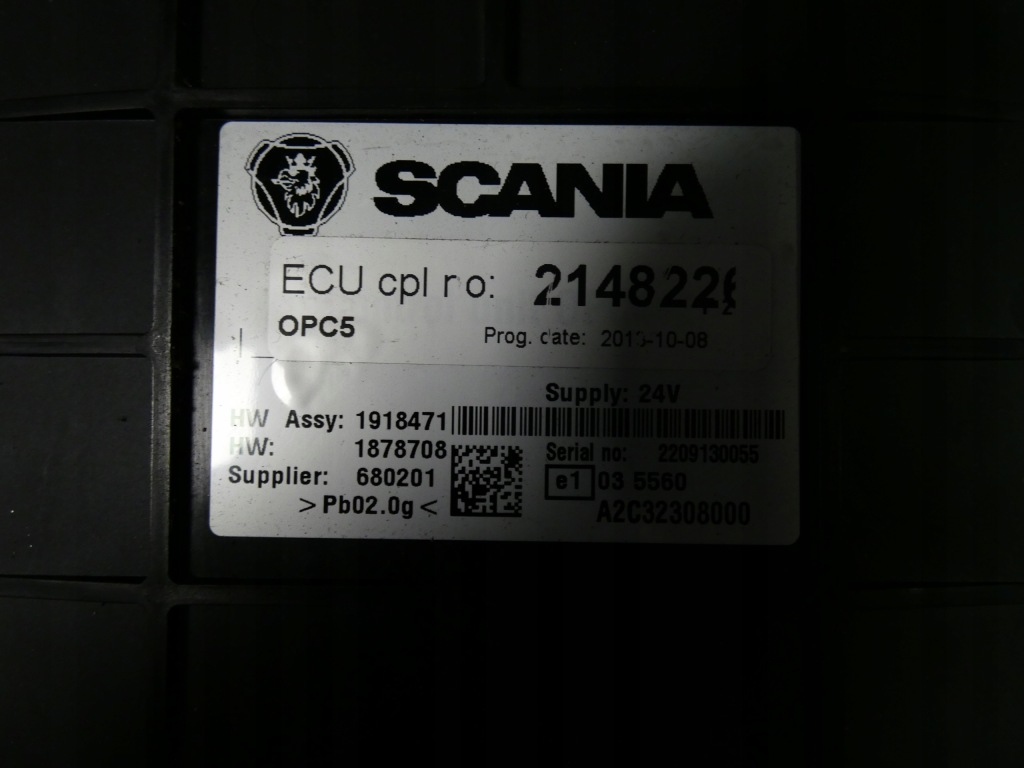 SCANIA
ECU cpl no:
OPC5 Prog. date:
Supply: 24V
HW Assy: 1918471
HW: 1878708 Serial no: 2209130055
Supplier: 680201 e1 03 5560
>Pb02.0g< A2C32308000